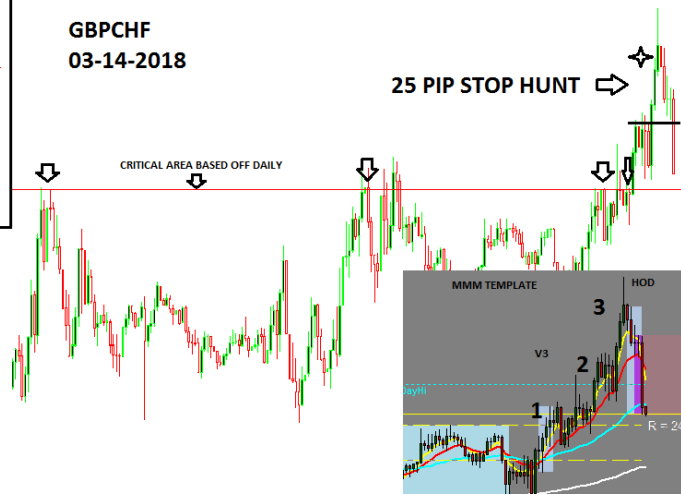 GBPCHF
03-14-2018
25 PIP STOP HUNT
CRITICAL AREA BASED OFF DAILY
MMM TEMPLATE
HOD
3
V3
2
DayHi
1
R = 24